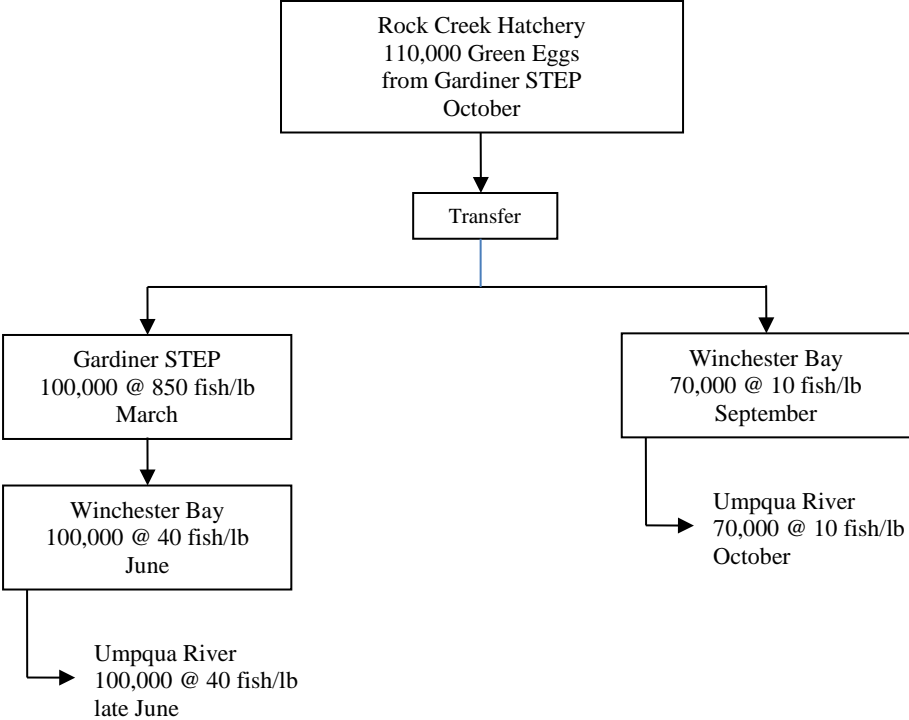 Rock Creek Hatchery
110,000 Green Eggs
from Gardiner STEP
October
Transfer
Gardiner STEP
100,000 @ 850 fish/lb
March
Winchester Bay
70,000 @ 10 fish/lb
September
Winchester Bay
100,000 @ 40 fish/lb
June
Umpqua River
70,000 @ 10 fish/lb
October
Umpqua River
100,000 @ 40 fish/lb
late June